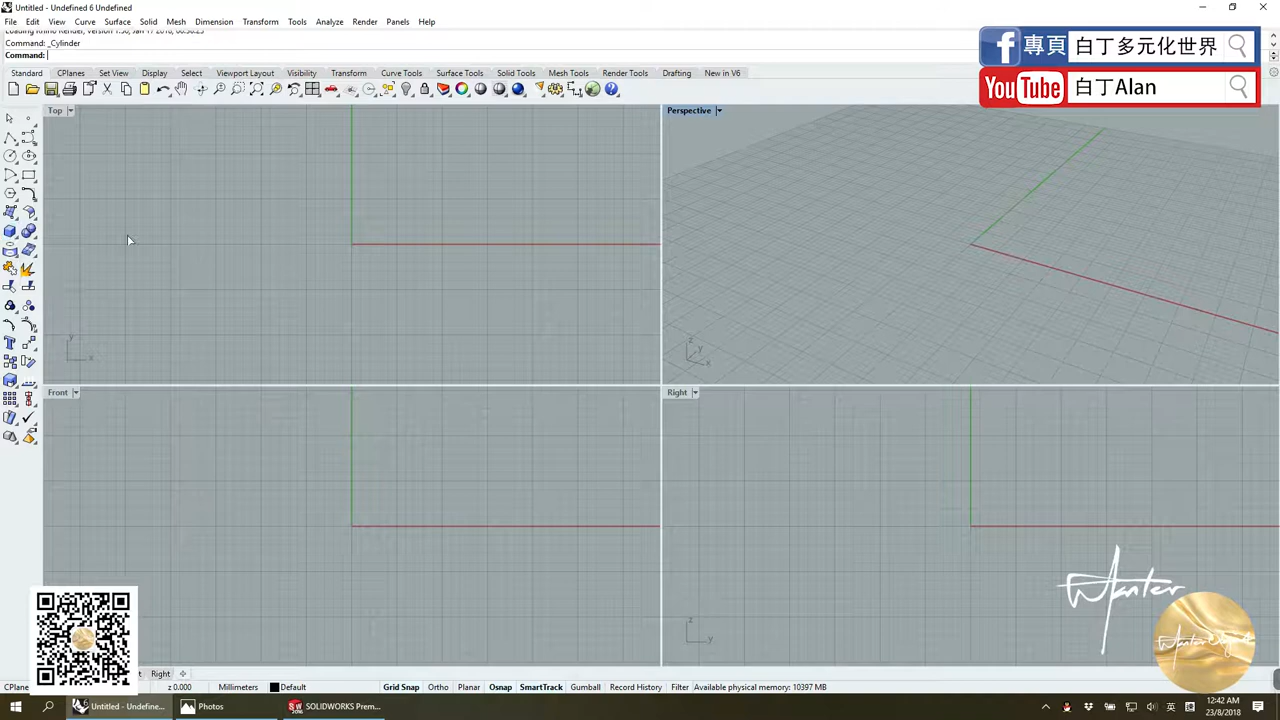 Untitled - Undefined 6 Undefined
File Edit View Curve Surface Solid Mesh Dimension Transform Tools Analyze Render Panels Help
Command: _Cylinder
Command:
專頁 白丁多元化世界
YouTube 白丁Alan
Standard CPlanes Set View Display Select Viewport Layout Visibility Transform Curve Tools Surface Tools Solid Tools Mesh Tools Render Tools Drafting New in V6
Top
Perspective
y
x
z
y
x
Front
Right
z
y
Wanter
Right
CPlane
z 0.000 Millimeters Default Grid Snap Ortho Planar Osnap SmartTrack Gumball Record History Filter Available physical memory: 10397 MB
Untitled - Undefine... Photos SOLIDWORKS Prem...
英
12:42 AM
23/8/2018